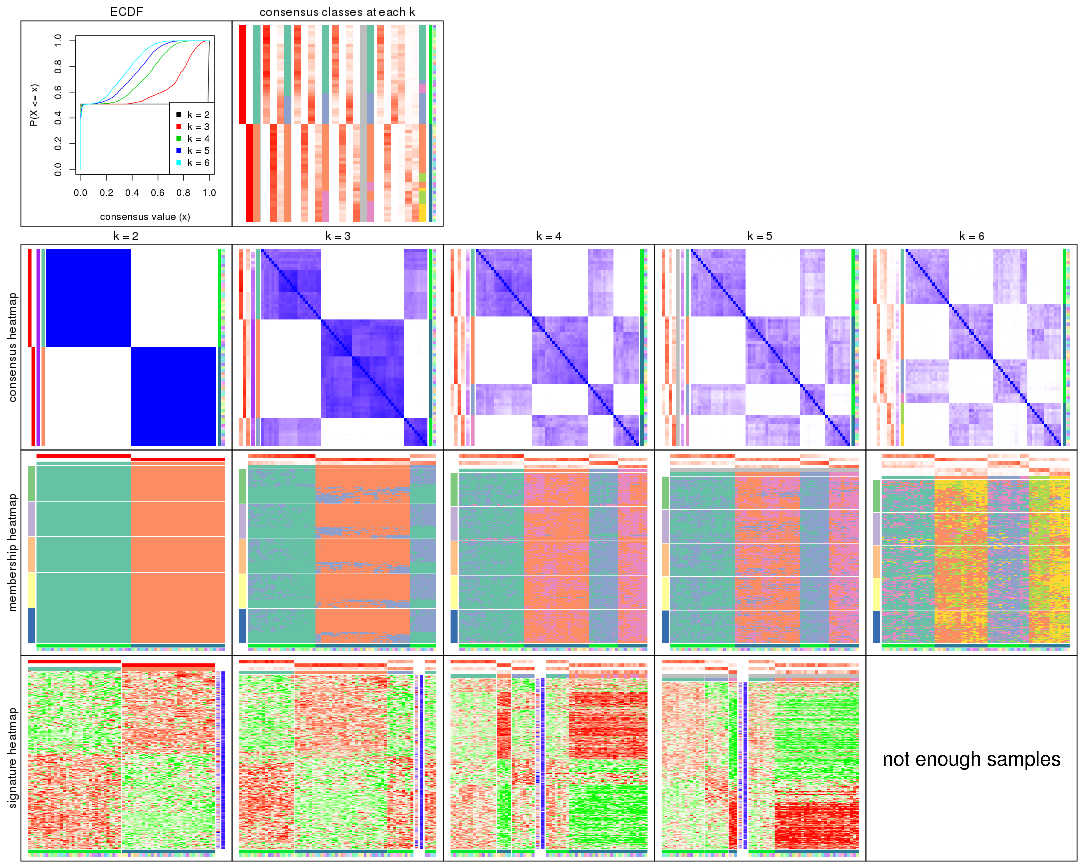 ECDF
consensus classes at each k
P(X <= x)
0.0 0.2 0.4 0.6 0.8 1.0
k = 2
k = 3
k = 4
k = 5
k = 6
0.0 0.2 0.4 0.6 0.8 1.0
consensus value (x)
k = 2
k = 3
k = 4
k = 5
k = 6
consensus heatmap
membership heatmap
signature heatmap
not enough samples